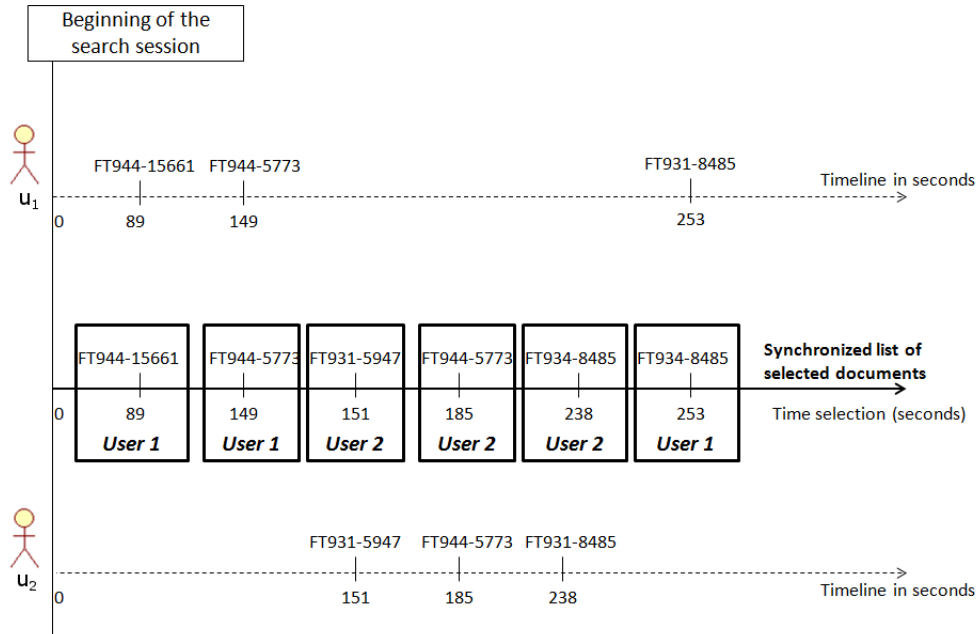 Beginning of the
search session
FT944-15661 FT944-5773 FT931-8485
Timeline in seconds
u1
0 89 149 253
FT944-15661 FT944-5773 FT931-5947 FT944-5773 FT934-8485 FT934-8485
Synchronized list of
selected documents
0 89 149 151 185 238 253
Time selection (seconds)
User 1 User 1 User 2 User 2 User 2 User 1
FT931-5947 FT944-5773 FT931-8485
u2
Timeline in seconds
0 151 185 238